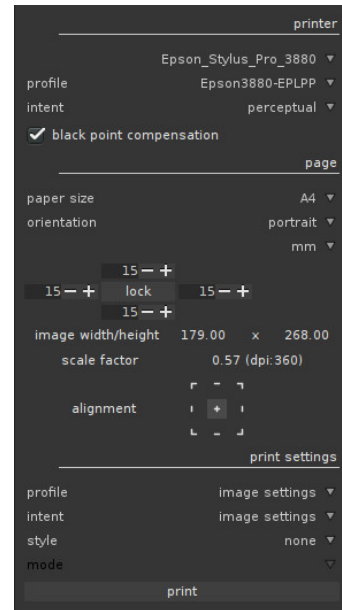 printer
Epson_Stylus_Pro_3880
profile Epson3880-EPLPP
intent perceptual
black point compensation
page
paper size A4
orientation portrait
mm
15 − +
15 − + lock 15 − +
15 − +
image width/height 179.00 x 268.00
scale factor 0.57 (dpi:360)
alignment
print settings
profile image settings
intent image settings
style none
mode
print